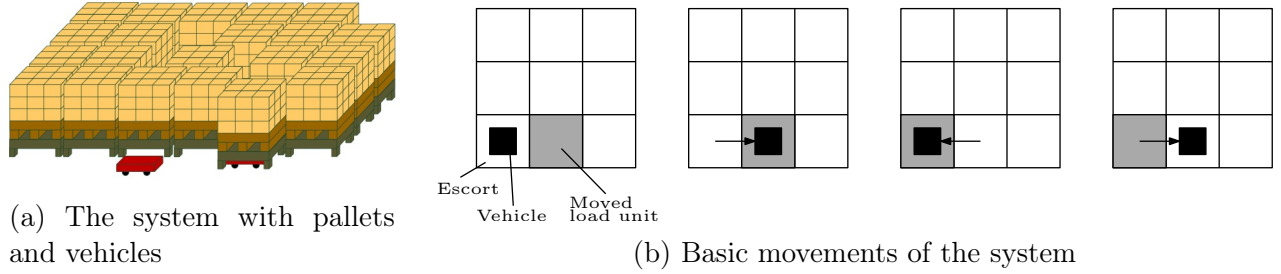 Escort
Vehicle
Moved
load unit
(a) The system with pallets
and vehicles
(b) Basic movements of the system